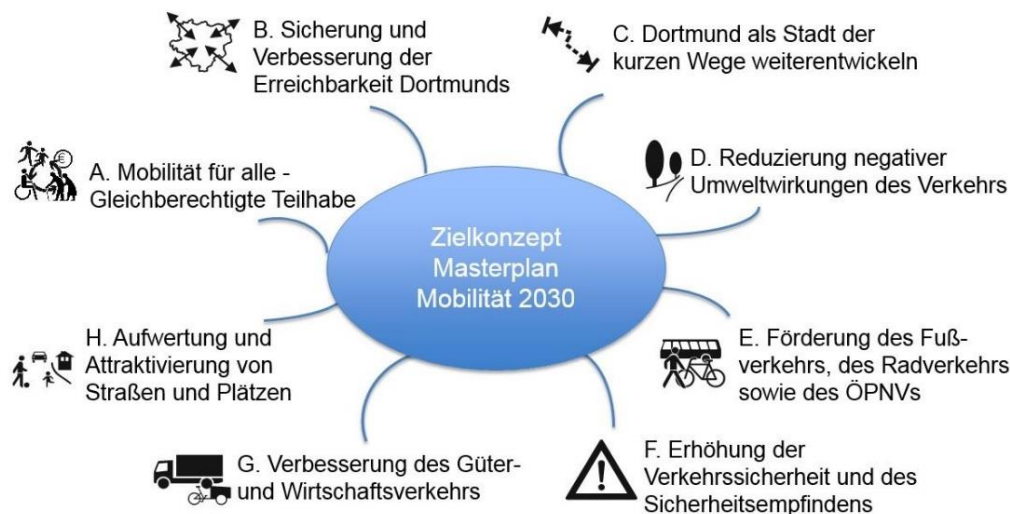 B. Sicherung und
Verbesserung der
Erreichbarkeit Dortmunds
C. Dortmund als Stadt der
kurzen Wege weiterentwickeln
A. Mobilität für alle -
Gleichberechtigte Teilhabe
D. Reduzierung negativer
Umweltwirkungen des Verkehrs
Zielkonzept
Masterplan
Mobilität 2030
H. Aufwertung und
Attraktivierung von
Straßen und Plätzen
E. Förderung des Fuß-
verkehrs, des Radverkehrs
sowie des ÖPNVs
G. Verbesserung des Güter-
und Wirtschaftsverkehrs
F. Erhöhung der
Verkehrssicherheit und des
Sicherheitsempfindens